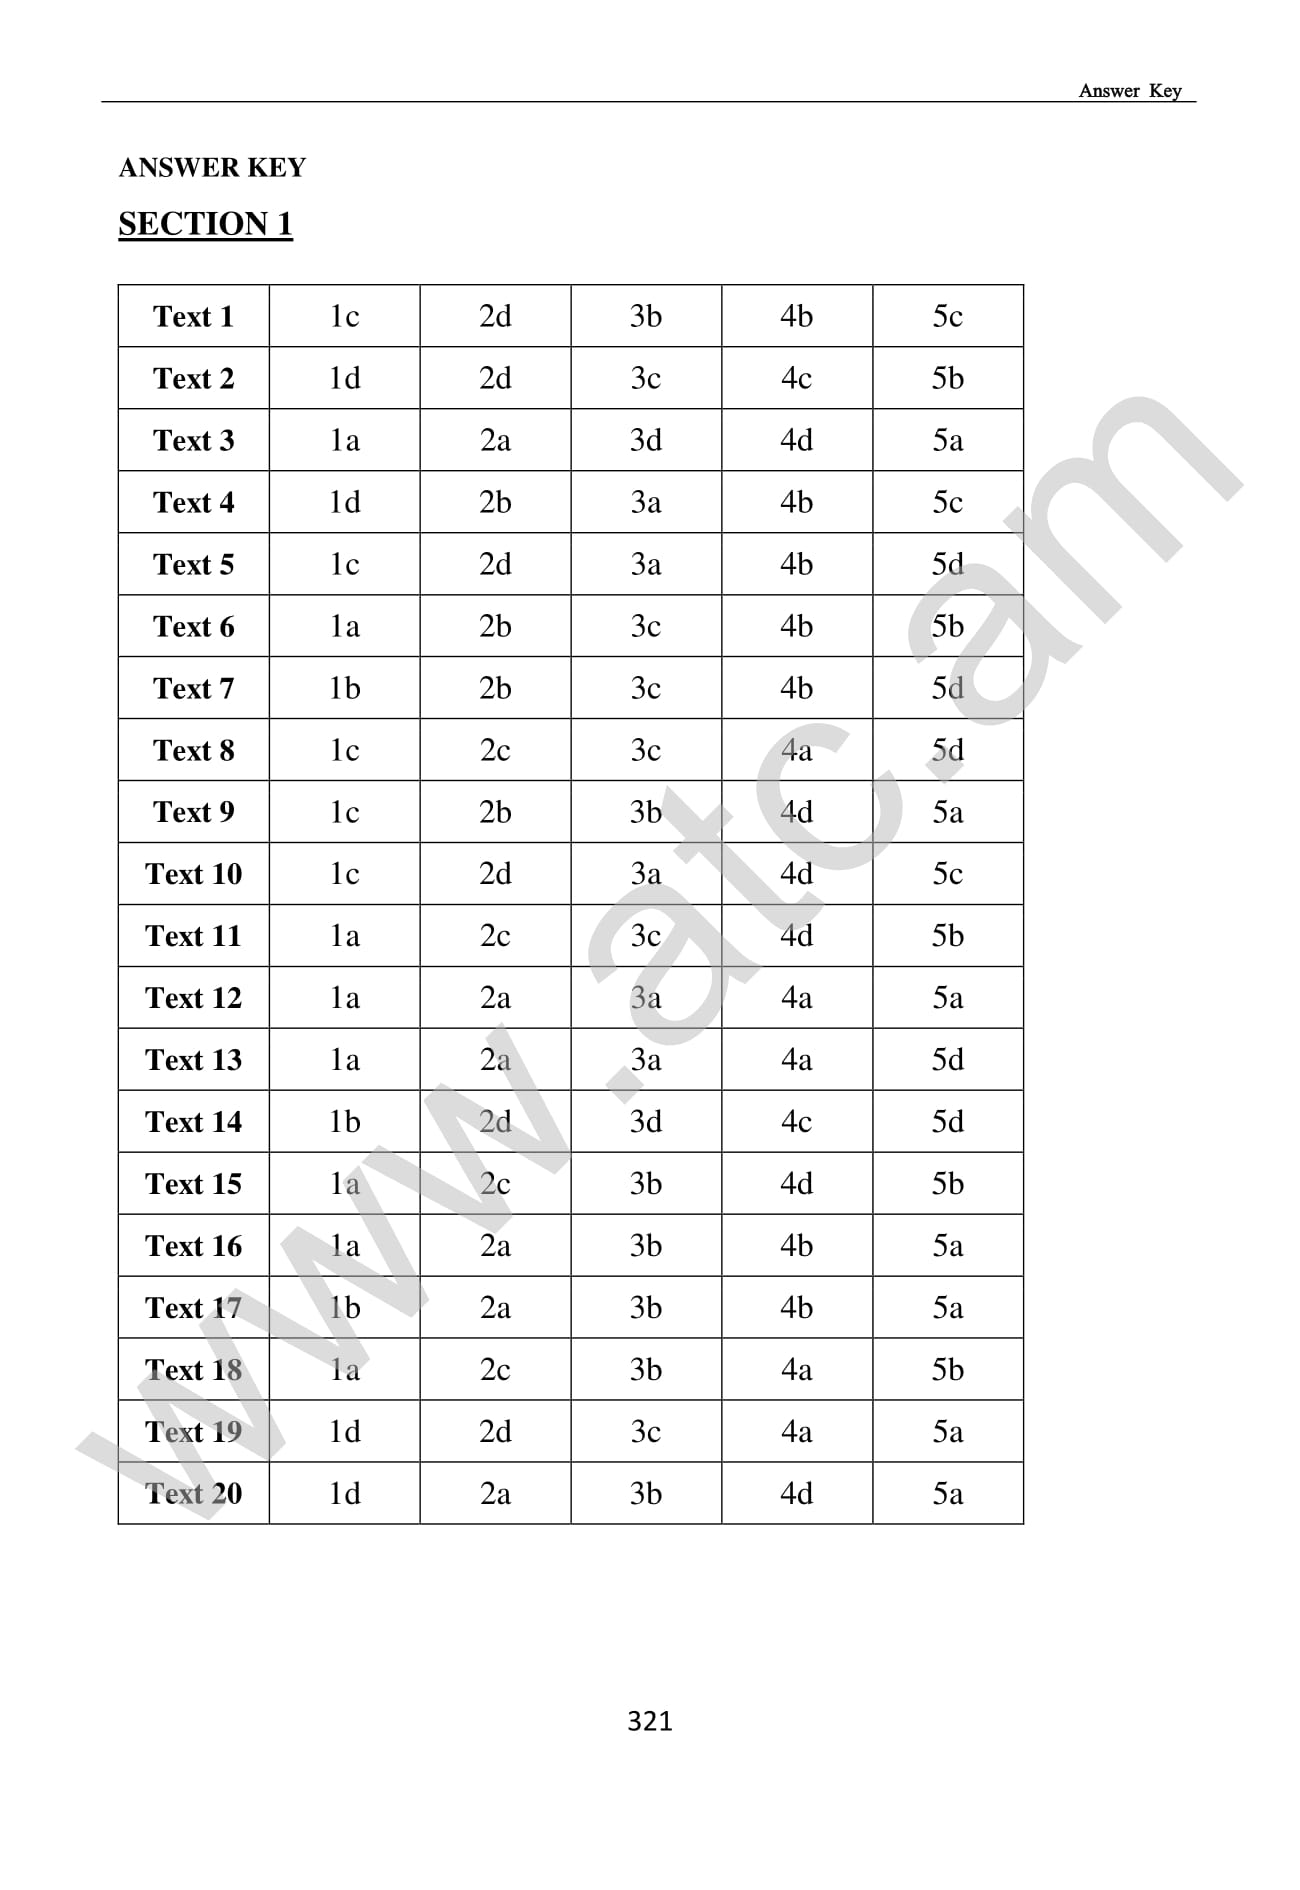 Answer Key
ANSWER KEY
SECTION 1
Text 1 1c 2d 3b 4b 5c
Text 2 1d 2d 3c 4c 5b
Text 3 1a 2a 3d 4d 5a
Text 4 1d 2b 3a 4b 5c
Text 5 1c 2d 3a 4b 5d
Text 6 1a 2b 3c 4b 5b
Text 7 1b 2b 3c 4b 5d
Text 8 1c 2c 3c 4a 5d
Text 9 1c 2b 3b 4d 5a
Text 10 1c 2d 3a 4d 5c
Text 11 1a 2c 3c 4d 5b
Text 12 1a 2a 3a 4a 5a
Text 13 1a 2a 3a 4a 5d
Text 14 1b 2d 3d 4c 5d
Text 15 1a 2c 3b 4d 5b
Text 16 1a 2a 3b 4b 5a
Text 17 1b 2a 3b 4b 5a
Text 18 1a 2c 3b 4a 5b
Text 19 1d 2d 3c 4a 5a
Text 20 1d 2a 3b 4d 5a
www.atc.am
321